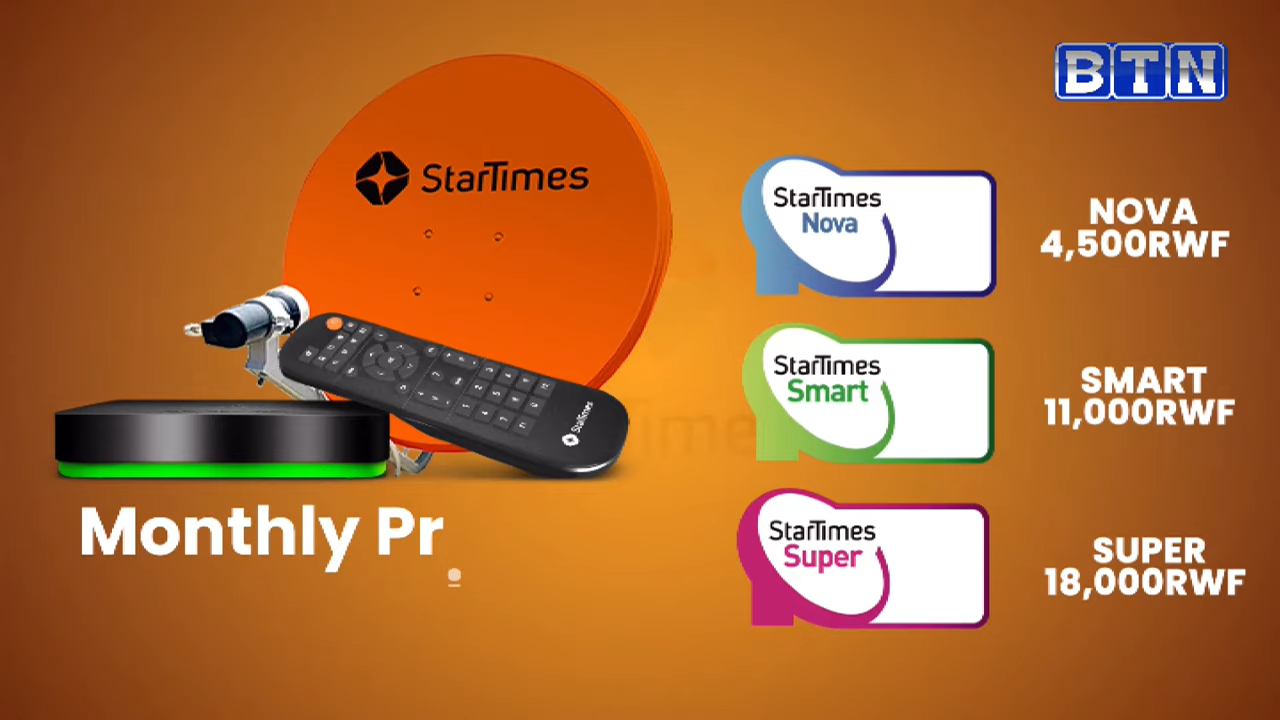 BTN
StarTimes
StarTimes
Monthly Pr
StarTimes
Nova
NOVA
4,500RWF
StarTimes
Smart
SMART
11,000RWF
StarTimes
Super
SUPER
18,000RWF